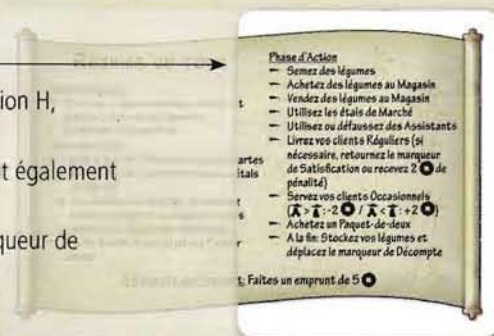 ion H,
t également
ueur de
t
artes
itals
t
s
Phase d'Action
– Semez des légumes
– Achetez des légumes au Magasin
– Vendez des légumes au Magasin
– Utilisez les étals de Marché
– Utilisez ou défaussez des Assistants
– Livrez vos clients Réguliers (si
nécessaire, retournez le marqueur
de Satisfaction ou recevez 2 de
pénalité)
– Servez vos clients Occasionnels
(A > T : -2 / A < T : +2 )
– Achetez un Paquet-de-deux
– A la fin: Stockez vos légumes et
déplacez le marqueur de Décompte
t: Faites un emprunt de 5